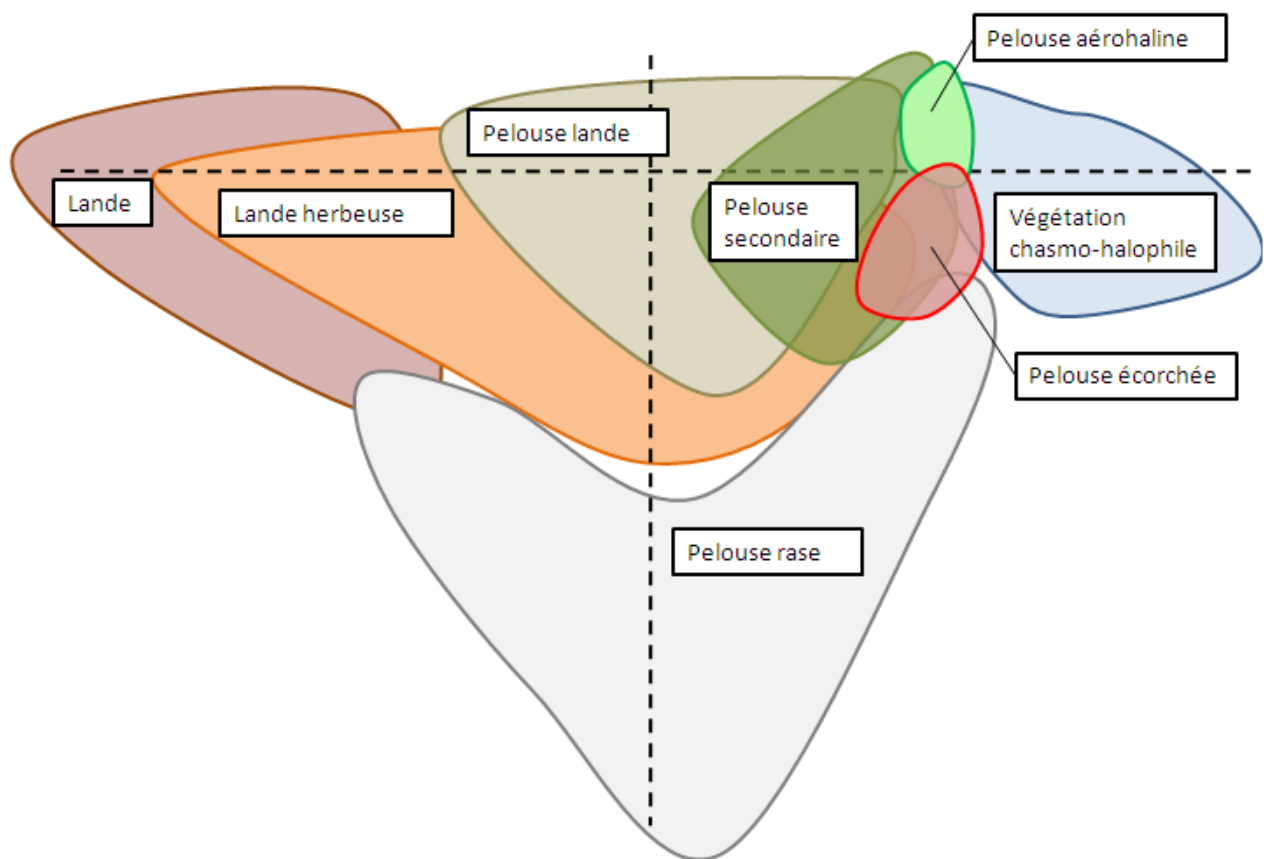 Pelouse aérohaline
Pelouse lande
Lande
Lande herbeuse
Pelouse
secondaire
Végétation
chasmo-halophile
Pelouse écorchée
Pelouse rase